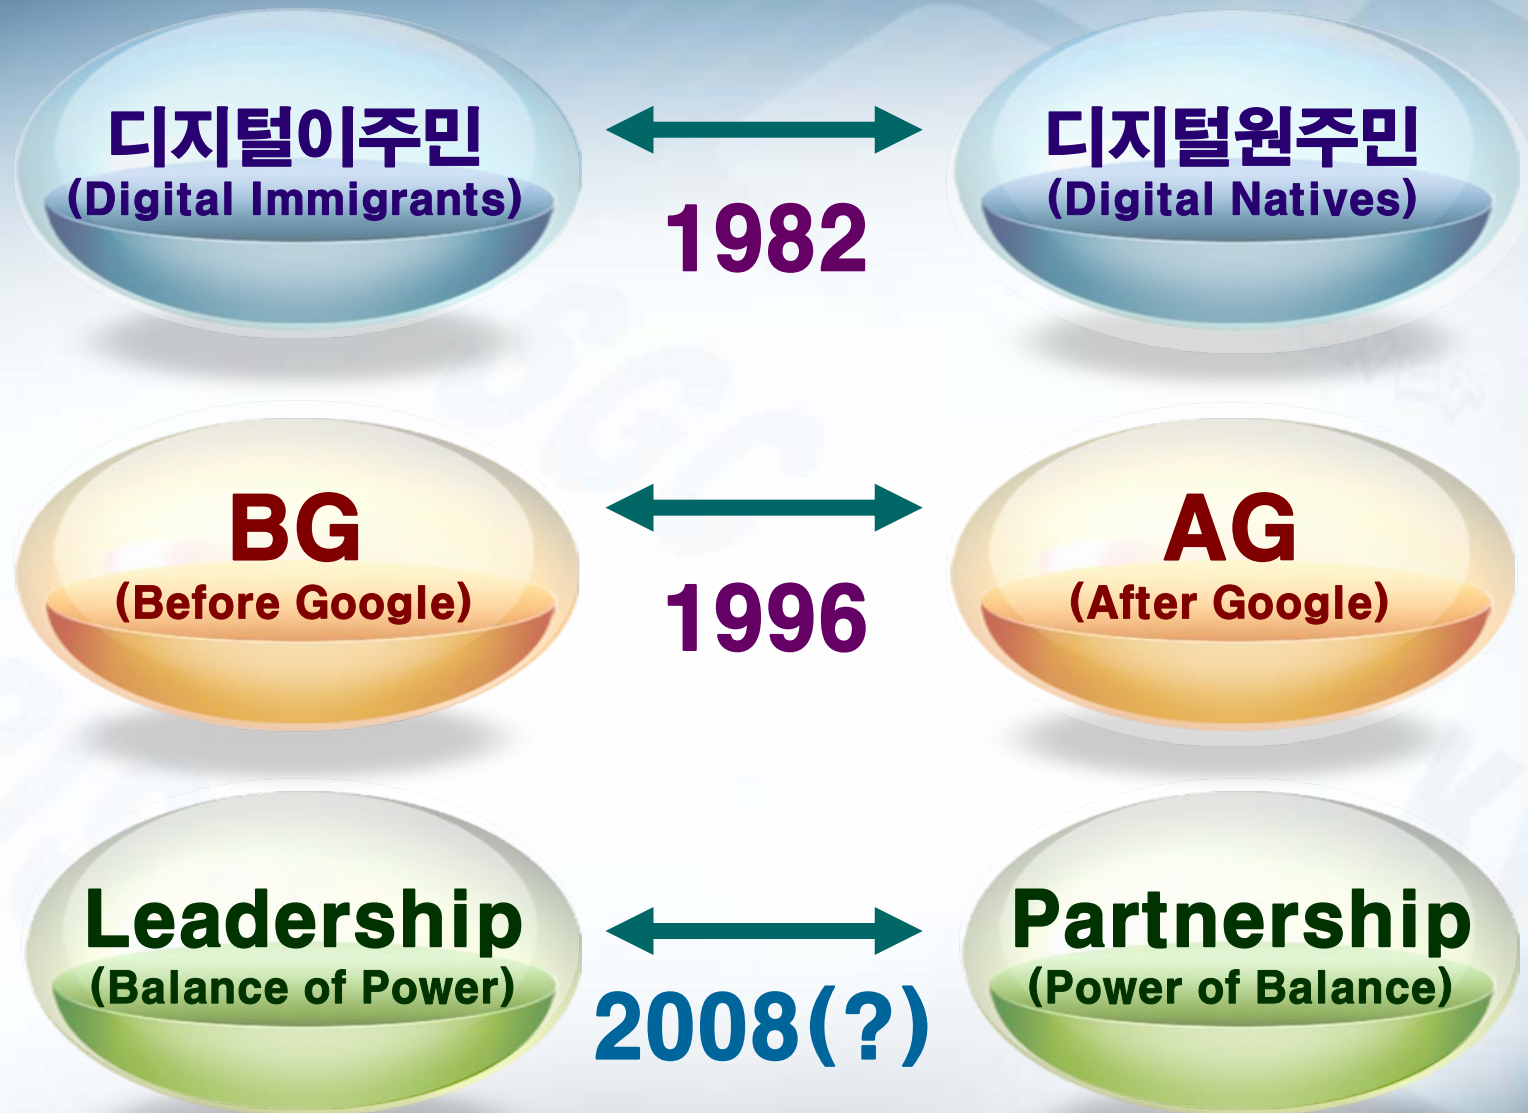 디지털이주민
(Digital Immigrants)
1982
디지털원주민
(Digital Natives)
BG
(Before Google)
1996
AG
(After Google)
Leadership
(Balance of Power)
2008(?)
Partnership
(Power of Balance)